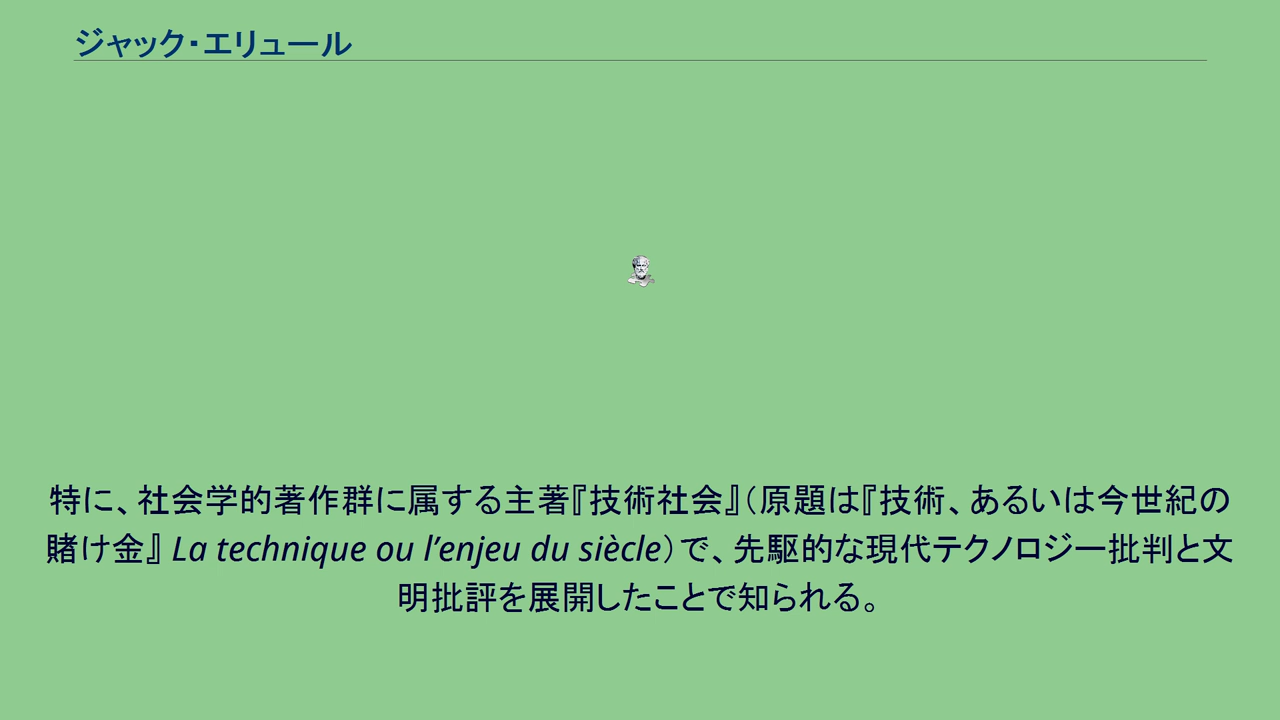 ジャック・エリュール
特に、社会学的著作群に属する主著『技術社会』（原題は『技術、あるいは今世紀の
賭け金』 La technique ou l’enjeu du siècle）で、先駆的な現代テクノロジー批判と文
明批評を展開したことで知られる。